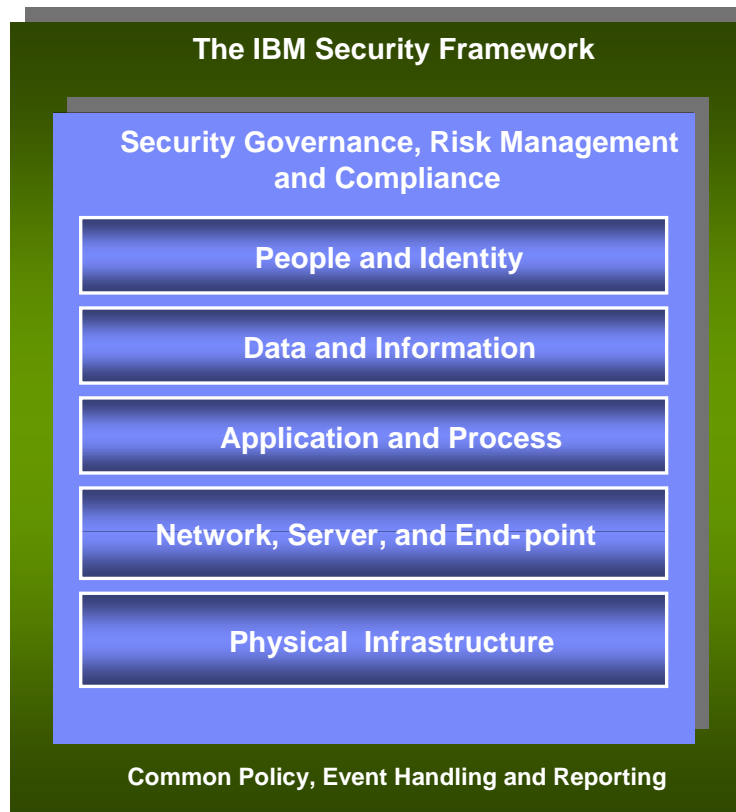 The IBM Security Framework
Security Governance, Risk Management
and Compliance
People and Identity
Data and Information
Application and Process
Network, Server, and End-point
Physical Infrastructure
Common Policy, Event Handling and Reporting